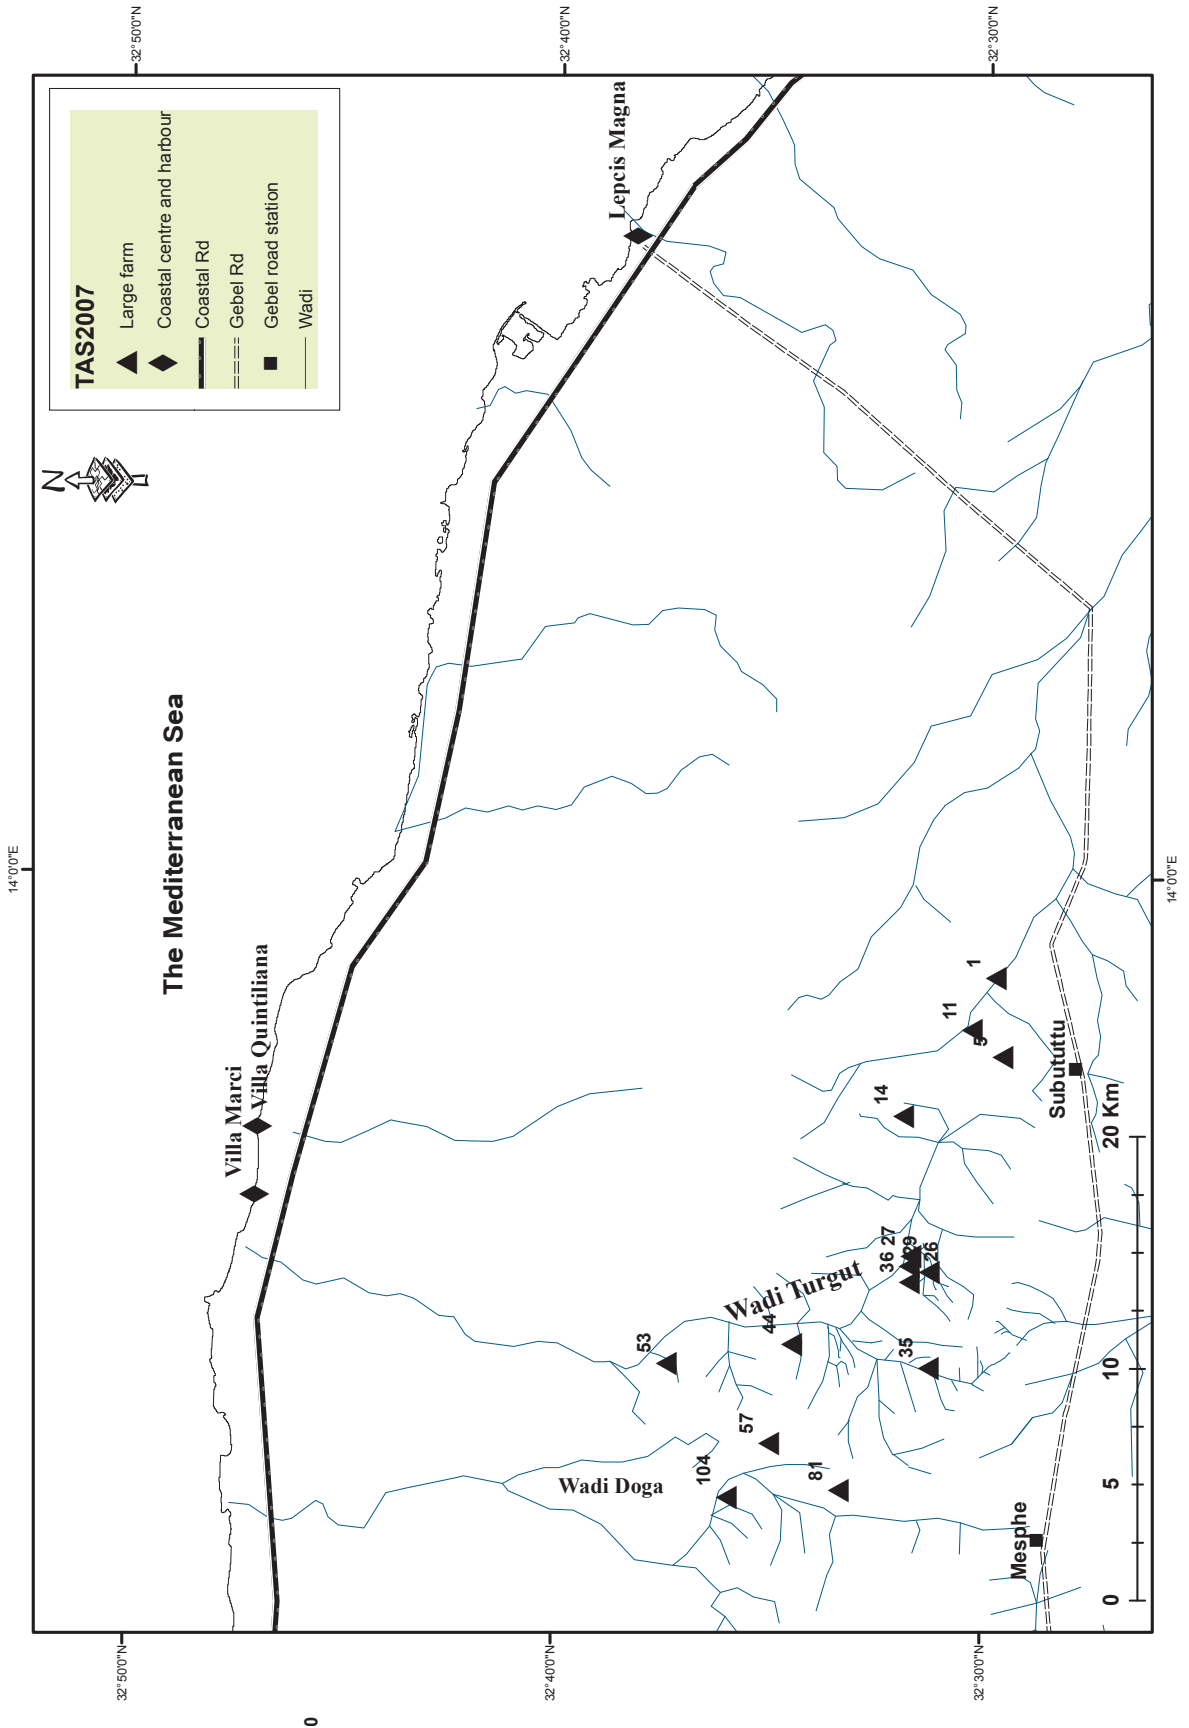 32°50'0"N
32°40'0"N
32°30'0"N
14°0'0"E
TAS2007
Large farm
Coastal centre and harbour
Coastal Rd
Gebel Rd
Gebel road station
Wadi
N
The Mediterranean Sea
Lepcis Magna
Villa Marci
Villa Quintiliana
1
11
5
14
Subututtu
36 27
29
26
Wadi Turgut
44
53
35
57
104
81
Wadi Doga
Mesphe
0
5
10
20 Km
14°0'0"E
32°50'0"N
32°40'0"N
32°30'0"N
0